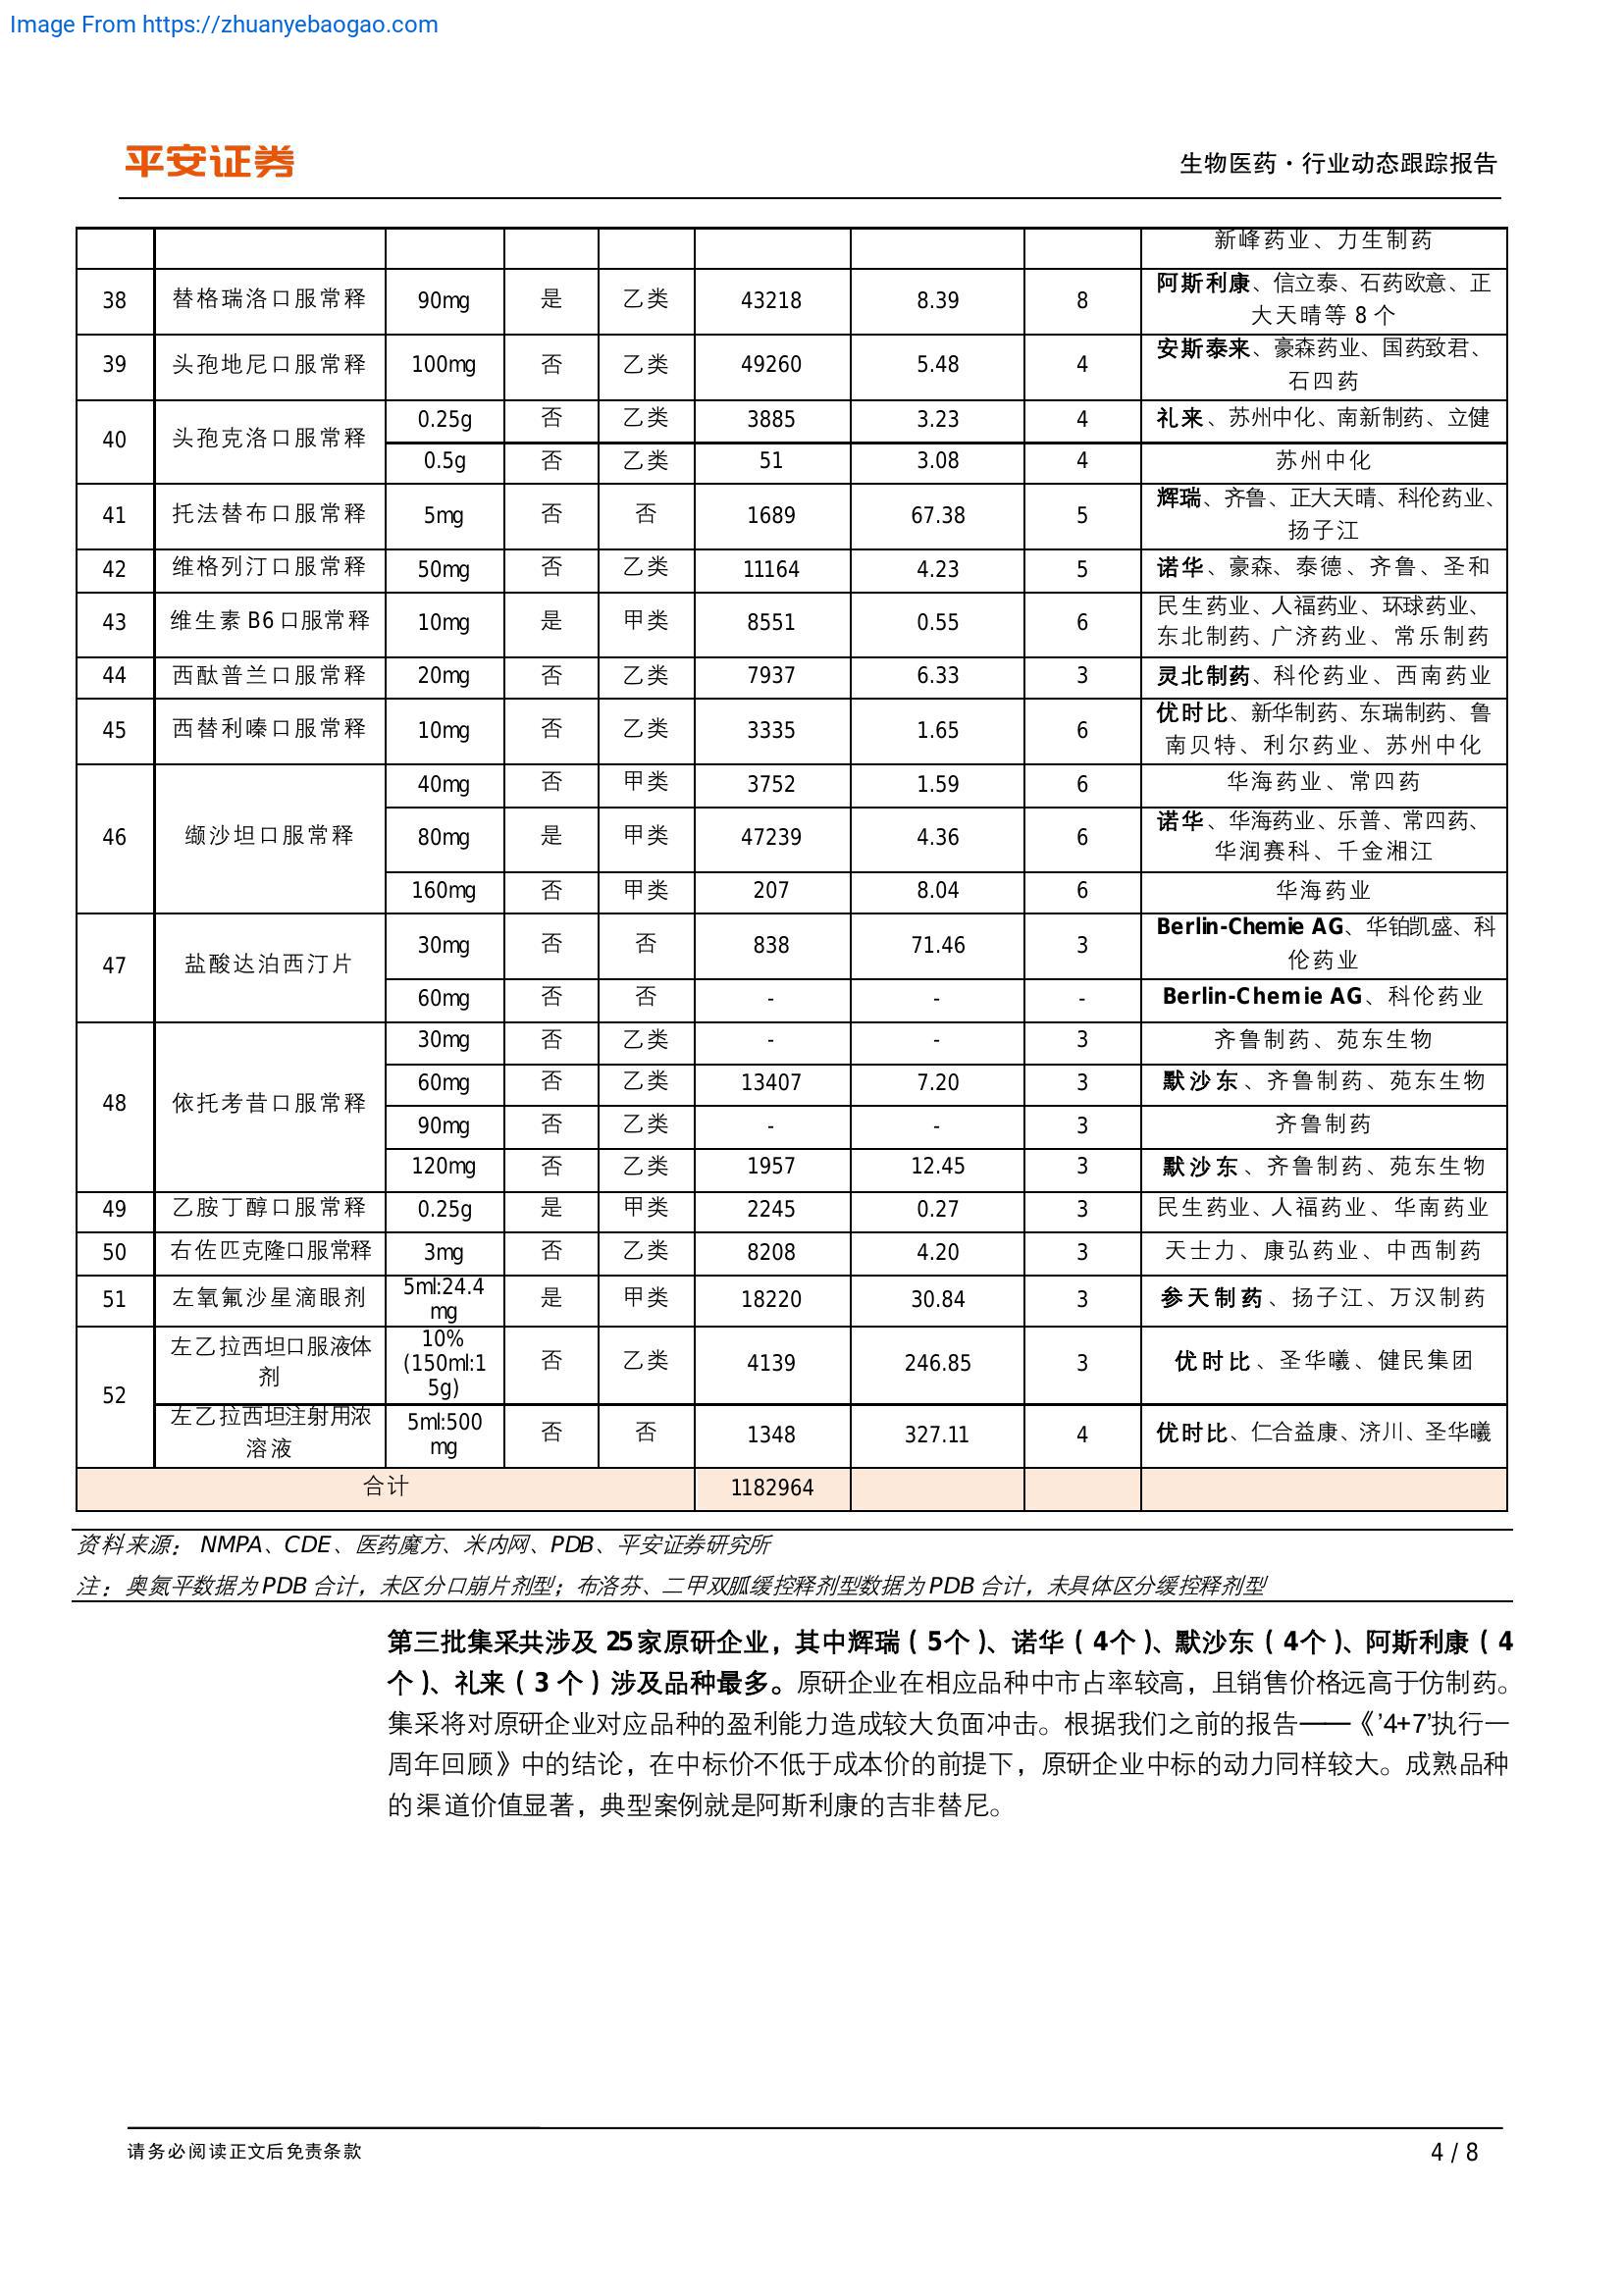 Image From https://zhuanyebaogao.com
平安证券
生物医药·行业动态跟踪报告
新峰药业、力生制药
38 替格瑞洛口服常释 90mg 是 乙类 43218 8.39 8 阿斯利康、信立泰、石药欧意、正
大天晴等 8 个
39 头孢地尼口服常释 100mg 否 乙类 49260 5.48 4 安斯泰来、豪森药业、国药致君、
石四药
40 头孢克洛口服常释 0.25g 否 乙类 3885 3.23 4 礼来、苏州中化、南新制药、立健
0.5g 否 乙类 51 3.08 4 苏州中化
41 托法替布口服常释 5mg 否 否 1689 67.38 5 辉瑞、齐鲁、正大天晴、科伦药业、
扬子江
42 维格列汀口服常释 50mg 否 乙类 11164 4.23 5 诺华、豪森、泰德、齐鲁、圣和
43 维生素 B6 口服常释 10mg 是 甲类 8551 0.55 6 民生药业、人福药业、环球药业、
东北制药、广济药业、常乐制药
44 西酞普兰口服常释 20mg 否 乙类 7937 6.33 3 灵北制药、科伦药业、西南药业
45 西替利嗪口服常释 10mg 否 乙类 3335 1.65 6 优时比、新华制药、东瑞制药、鲁
南贝特、利尔药业、苏州中化
46 缬沙坦口服常释 40mg 否 甲类 3752 1.59 6 华海药业、常四药
80mg 是 甲类 47239 4.36 6 诺华、华海药业、乐普、常四药、
华润赛科、千金湘江
160mg 否 甲类 207 8.04 6 华海药业
47 盐酸达泊西汀片 30mg 否 否 838 71.46 3 Berlin-Chemie AG、华铂凯盛、科
伦药业
60mg 否 否 - - - Berlin-Chemie AG、科伦药业
48 依托考昔口服常释 30mg 否 乙类 - - 3 齐鲁制药、苑东生物
60mg 否 乙类 13407 7.20 3 默沙东、齐鲁制药、苑东生物
90mg 否 乙类 - - 3 齐鲁制药
120mg 否 乙类 1957 12.45 3 默沙东、齐鲁制药、苑东生物
49 乙胺丁醇口服常释 0.25g 是 甲类 2245 0.27 3 民生药业、人福药业、华南药业
50 右佐匹克隆口服常释 3mg 否 乙类 8208 4.20 3 天士力、康弘药业、中西制药
51 左氧氟沙星滴眼剂 5ml:24.4
mg 是 甲类 18220 30.84 3 参天制药、扬子江、万汉制药
52 左乙拉西坦口服液体
剂 10%
(150ml:1
5g) 否 乙类 4139 246.85 3 优时比、圣华曦、健民集团
左乙拉西坦注射用浓
溶液 5ml:500
mg 否 否 1348 327.11 4 优时比、仁合益康、济川、圣华曦
合计 1182964
资料来源：NMPA、CDE、医药魔方、米内网、PDB、平安证券研究所
注：奥氮平数据为 PDB 合计，未区分口崩片剂型；布洛芬、二甲双胍缓控释剂型数据为 PDB 合计，未具体区分缓控释剂型
第三批集采共涉及 25 家原研企业，其中辉瑞（5个）、诺华（4个）、默沙东（4个）、阿斯利康（4
个）、礼来（3 个）涉及品种最多。原研企业在相应品种中市占率较高，且销售价格远高于仿制药。
集采将对原研企业对应品种的盈利能力造成较大负面冲击。根据我们之前的报告——《’4+7’执行一
周年回顾》中的结论，在中标价不低于成本价的前提下，原研企业中标的动力同样较大。成熟品种
的渠道价值显著，典型案例就是阿斯利康的吉非替尼。
请务必阅读正文后免责条款
4 / 8